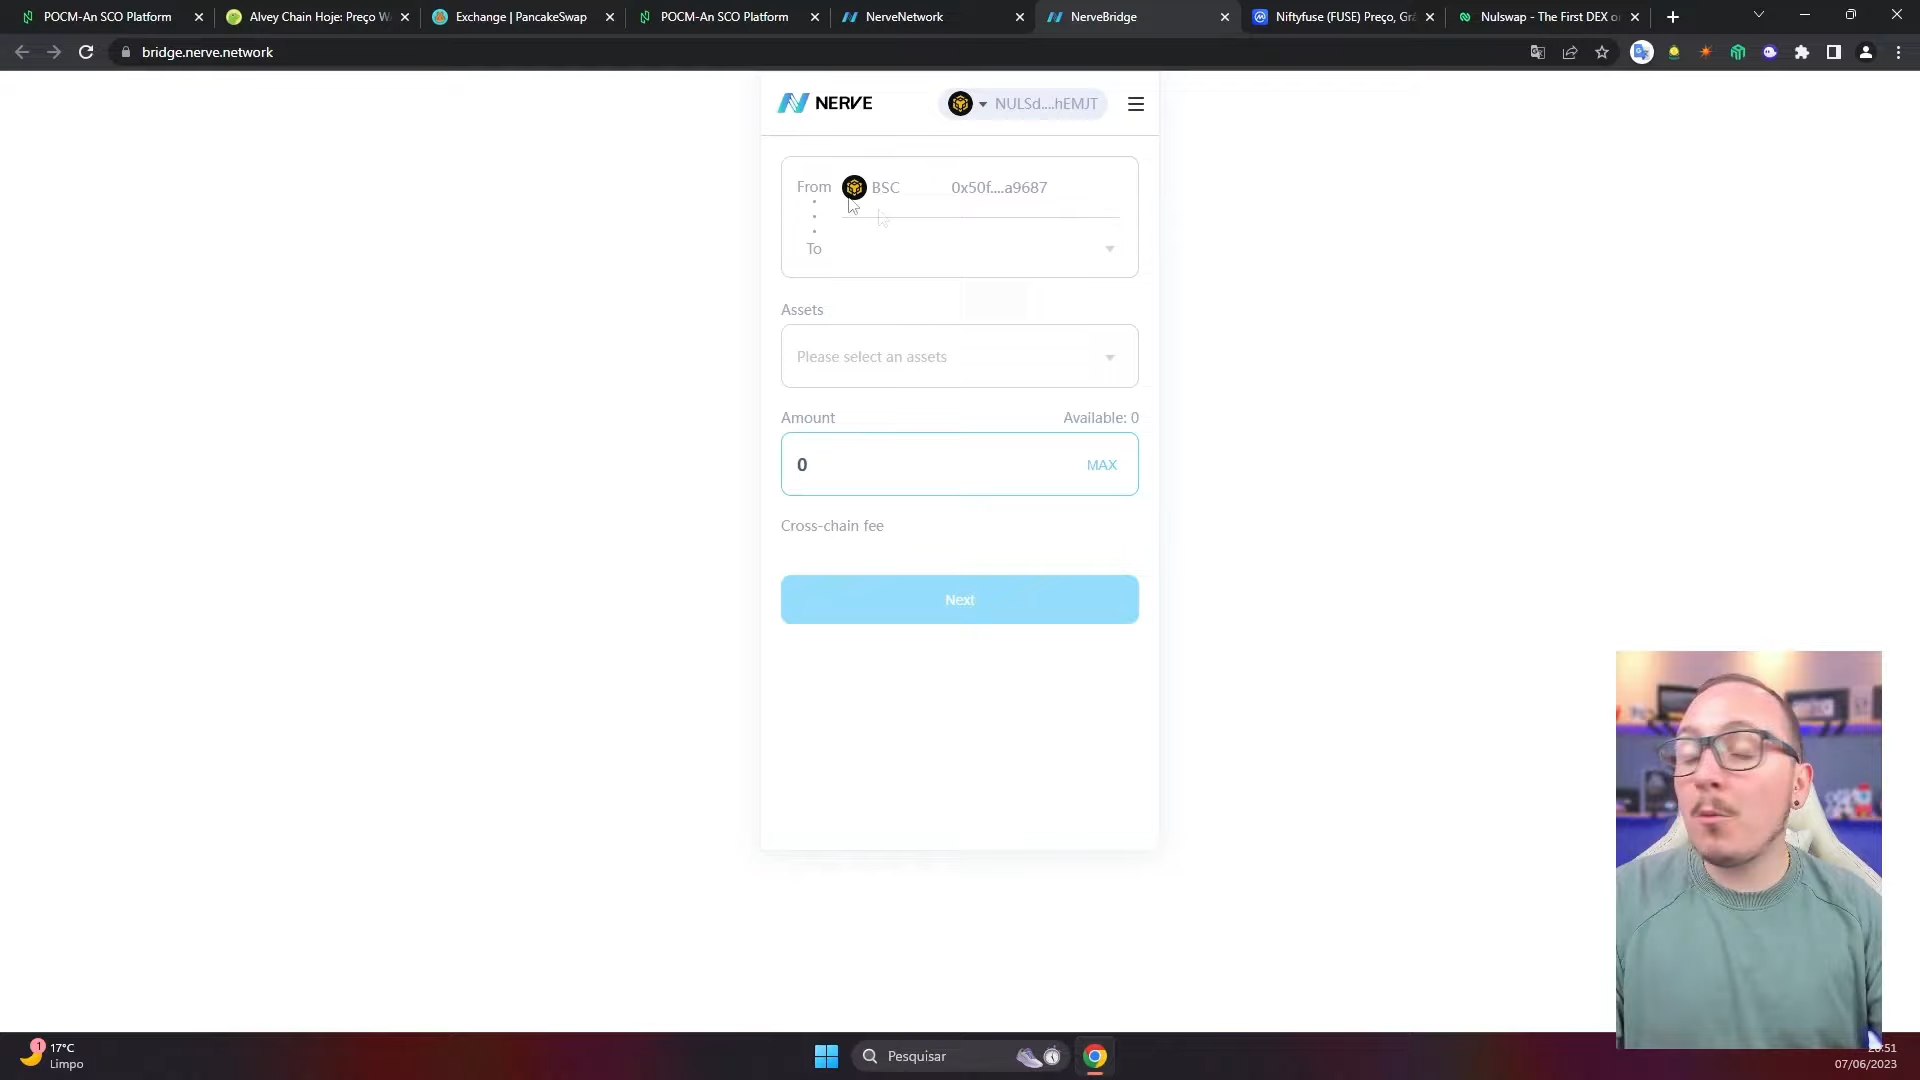 POCM-An SCO Platform
Alvey Chain Hoje: Preço W
Exchange | PancakeSwap
POCM-An SCO Platform
NerveNetwork
NerveBridge
Niftyfuse (FUSE) Preço, Grá
Nulswap - The First DEX o
bridge.nerve.network
NERVE
NULSd....hEMJT
From
BSC
0x50f....a9687
To
Assets
Please select an assets
Amount
Available: 0
0
MAX
Cross-chain fee
Next
1
17°C
Limpo
Pesquisar
07/06/2023